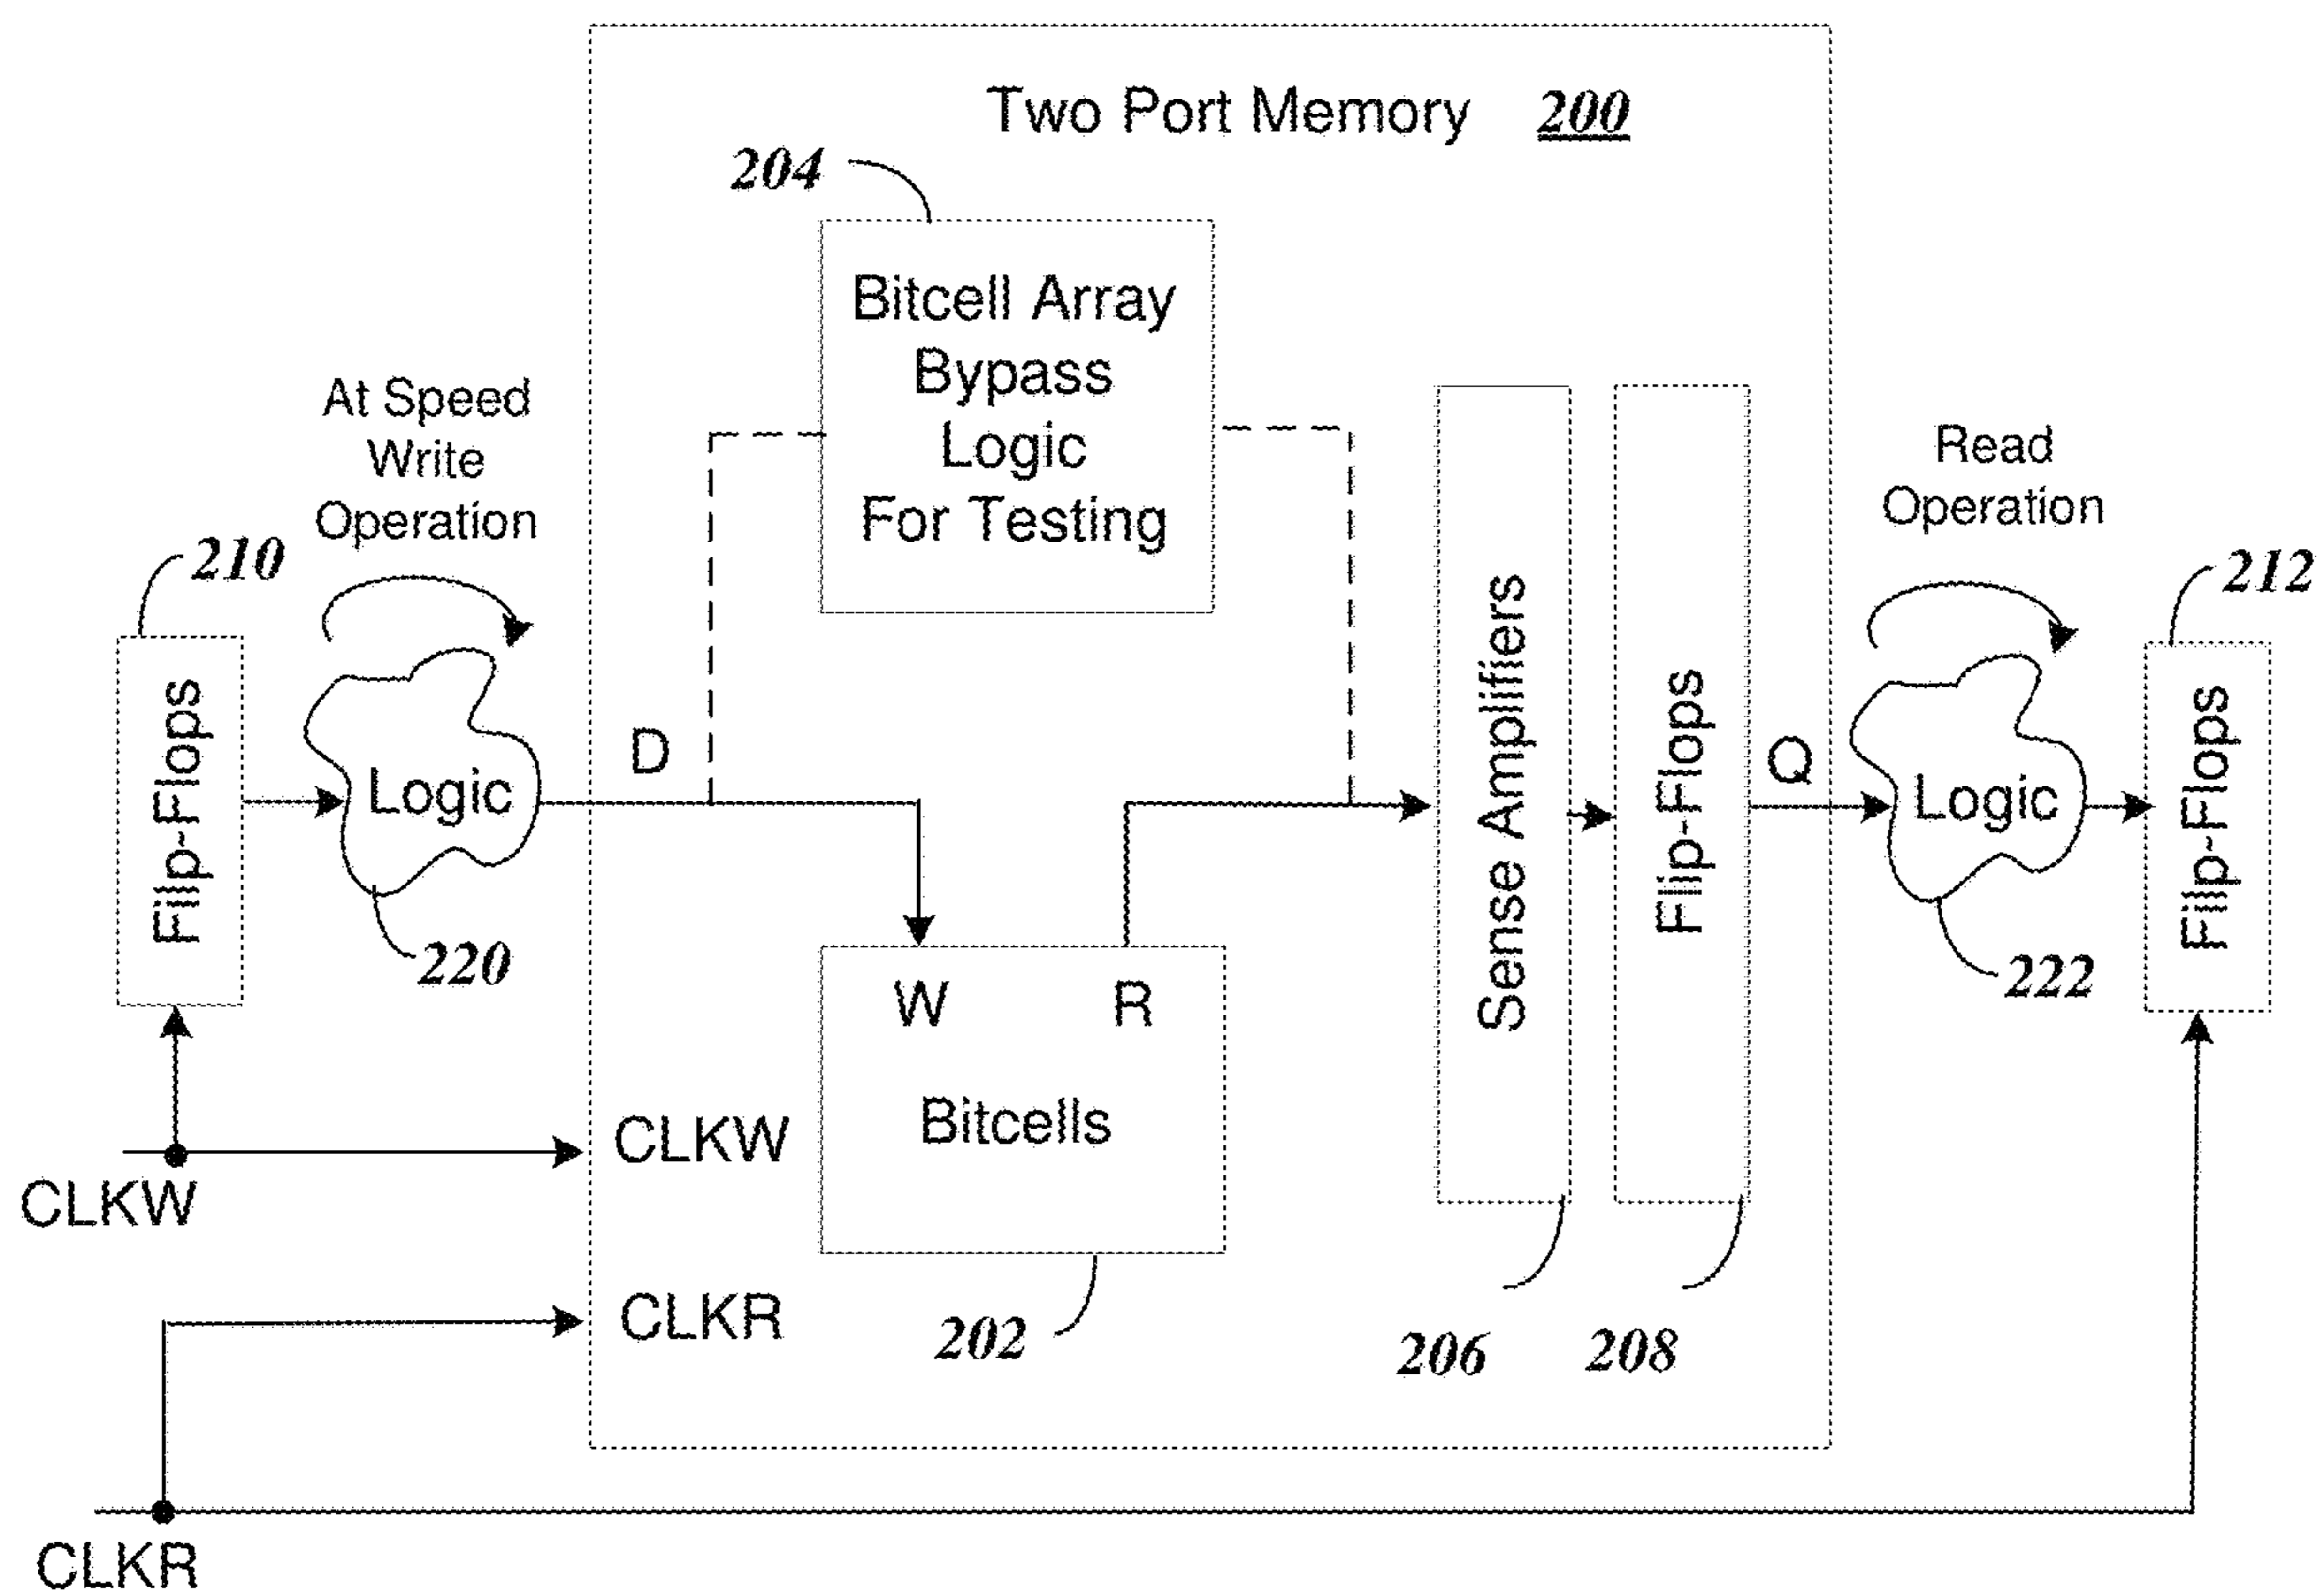 Two Port Memory 200
204
Bitcell Array
Bypass
Logic
For Testing
At Speed
Write
Operation
210
Flip-Flops
Logic
220
D
W R
Bitcells
202
Sense Amplifiers
206
Flip-Flops
208
Q
Read
Operation
Logic
222
212
Flip-Flops
CLKW
CLKW
CLKR
CLKR